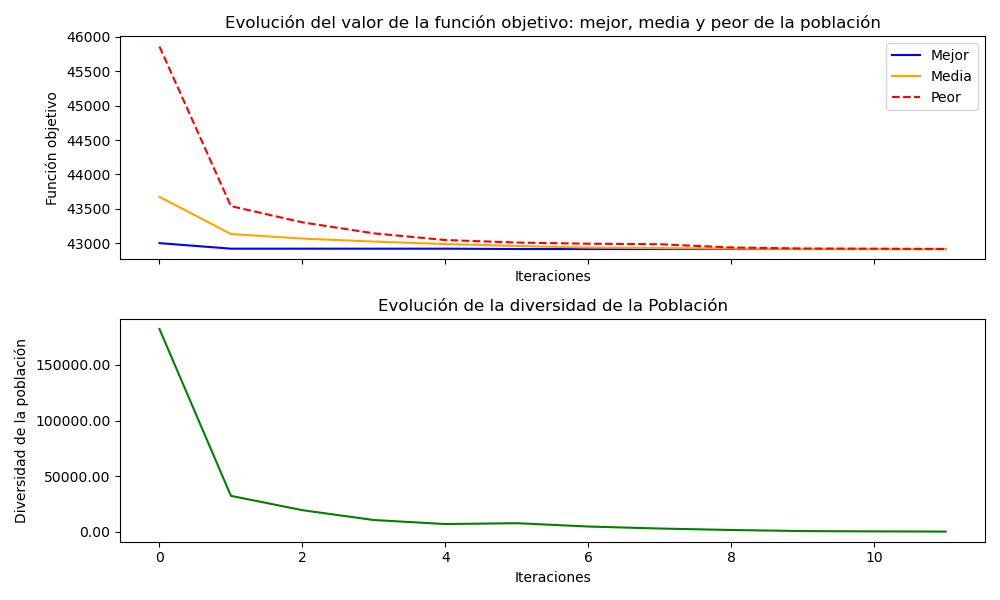 Evolución del valor de la función objetivo: mejor, media y peor de la población
46000
45500
45000
44500
44000
43500
43000
Función objetivo
Mejor
Media
Peor
Iteraciones
Evolución de la diversidad de la Población
150000.00
100000.00
50000.00
0.00
Diversidad de la población
0 2 4 6 8 10
Iteraciones